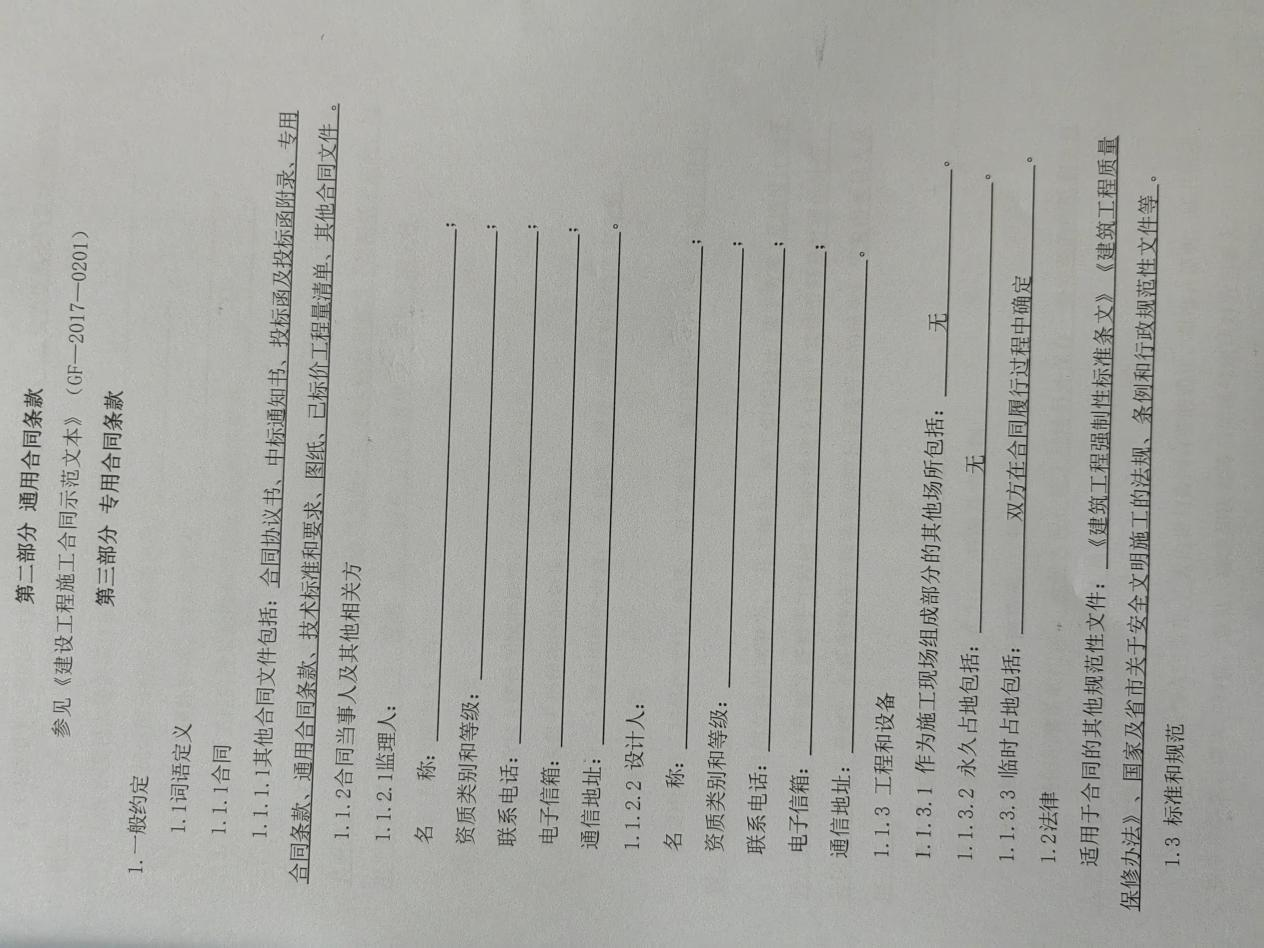 第二部分 通用合同条款
参见《建设工程施工合同示范文本》（GF—2017—0201）
第三部分 专用合同条款
1. 一般约定
1.1词语定义
1.1.1合同
1.1.1.1其他合同文件包括：合同协议书、中标通知书、投标函及投标函附录、专用
合同条款、通用合同条款、技术标准和要求、图纸、已标价工程量清单、其他合同文件。
1.1.2合同当事人及其他相关方
1.1.2.1监理人：
名 称： ；
资质类别和等级： ；
联系电话： ；
电子信箱： ；
通信地址： 。
1.1.2.2 设计人：
名 称： ；
资质类别和等级： ；
联系电话： ；
电子信箱： ；
通信地址： 。
1.1.3 工程和设备
1.1.3.1 作为施工现场组成部分的其他场所包括： 无 。
1.1.3.2 永久占地包括： 无 。
1.1.3.3 临时占地包括： 双方在合同履行过程中确定 。
1.2法律
适用于合同的其他规范性文件：《建筑工程强制性标准条文》《建筑工程质量
保修办法》、国家及省市关于安全文明施工的法规、条例和行政规范性文件等。
1.3 标准和规范